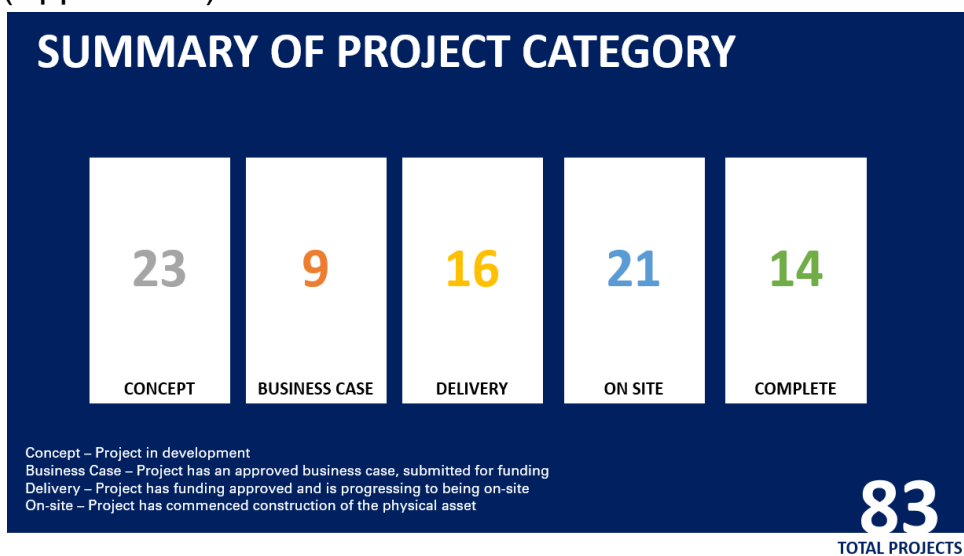 SUMMARY OF PROJECT CATEGORY
23
9
16
21
14
CONCEPT
BUSINESS CASE
DELIVERY
ON SITE
COMPLETE
Concept – Project in development
Business Case – Project has an approved business case, submitted for funding
Delivery – Project has funding approved and is progressing to being on-site
On-site – Project has commenced construction of the physical asset
83
TOTAL PROJECTS